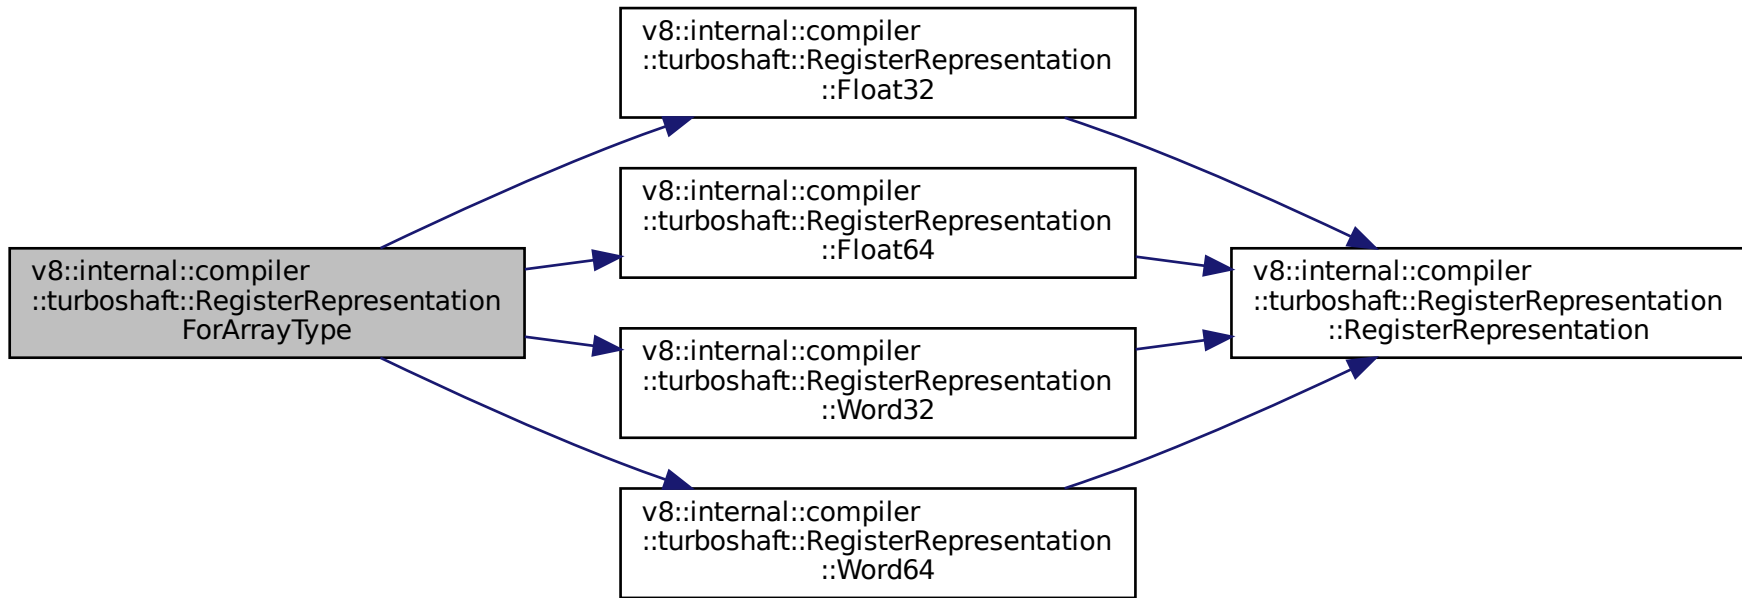 v8::internal::compiler
::turboshaft::RegisterRepresentation
ForArrayType
v8::internal::compiler
::turboshaft::RegisterRepresentation
::Float32
v8::internal::compiler
::turboshaft::RegisterRepresentation
::Float64
v8::internal::compiler
::turboshaft::RegisterRepresentation
::Word32
v8::internal::compiler
::turboshaft::RegisterRepresentation
::Word64
v8::internal::compiler
::turboshaft::RegisterRepresentation
::RegisterRepresentation